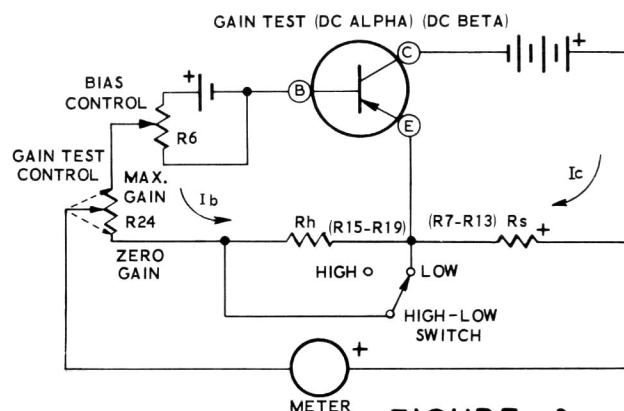 GAIN TEST (DC ALPHA) (DC BETA)
C
+
BIAS
CONTROL
+
B
R6
E
GAIN TEST
CONTROL
MAX.
GAIN
R24
Ib
Ic
ZERO
GAIN
Rh
(R15-R19)
(R7-R13)
Rs
+
HIGH
LOW
HIGH-LOW
SWITCH
+
METER